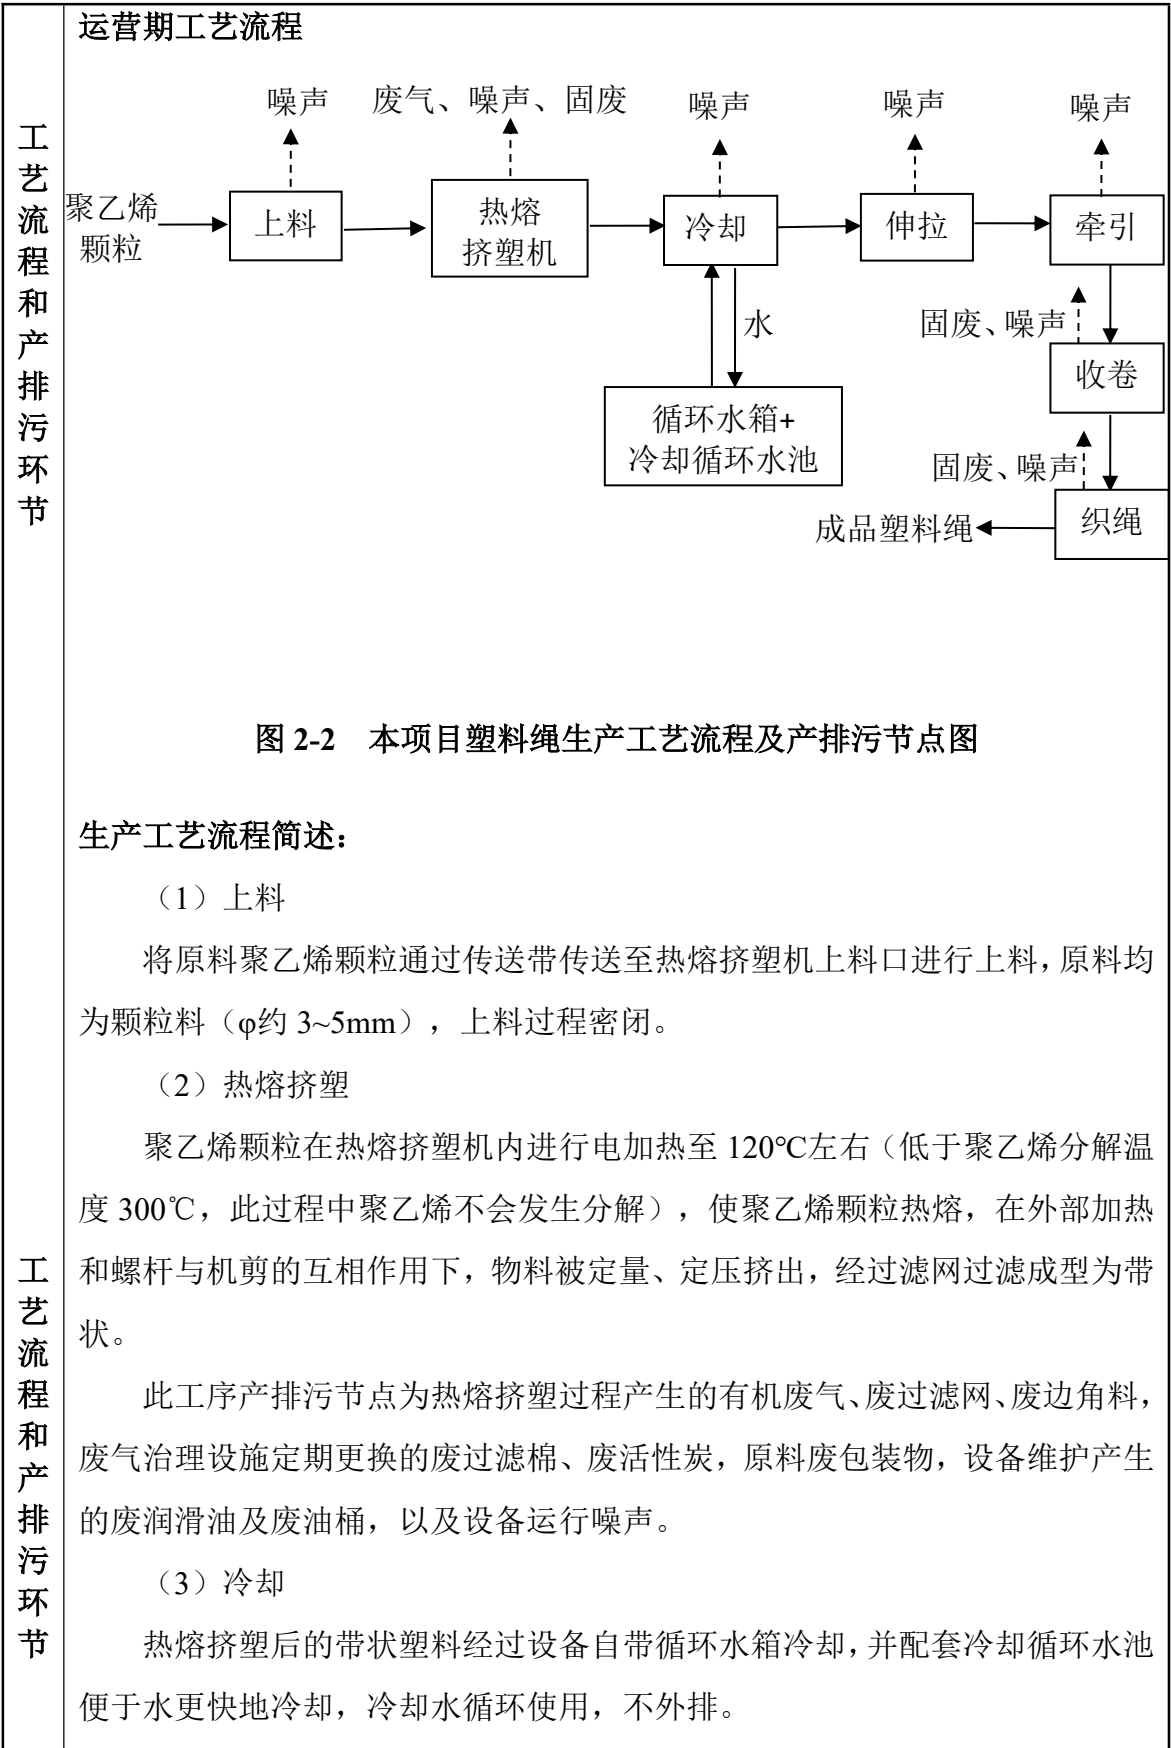 运营期工艺流程
噪声
废气、噪声、固废
噪声
噪声
噪声
聚乙烯
颗粒
上料
热熔
挤塑机
冷却
伸拉
牵引
水
固废、噪声
收卷
循环水箱+
冷却循环水池
固废、噪声
成品塑料绳
织绳
工
艺
流
程
和
产
排
污
环
节
图 2-2 本项目塑料绳生产工艺流程及产排污节点图
生产工艺流程简述：
（1）上料
将原料聚乙烯颗粒通过传送带传送至热熔挤塑机上料口进行上料，原料均
为颗粒料（φ约 3~5mm），上料过程密闭。
（2）热熔挤塑
聚乙烯颗粒在热熔挤塑机内进行电加热至 120℃左右（低于聚乙烯分解温
度 300℃，此过程中聚乙烯不会发生分解），使聚乙烯颗粒热熔，在外部加热
和螺杆与机剪的互相作用下，物料被定量、定压挤出，经过滤网过滤成型为带
状。
此工序产排污节点为热熔挤塑过程产生的有机废气、废过滤网、废边角料，
废气治理设施定期更换的废过滤棉、废活性炭，原料废包装物，设备维护产生
的废润滑油及废油桶，以及设备运行噪声。
（3）冷却
热熔挤塑后的带状塑料经过设备自带循环水箱冷却，并配套冷却循环水池
便于水更快地冷却，冷却水循环使用，不外排。
工
艺
流
程
和
产
排
污
环
节